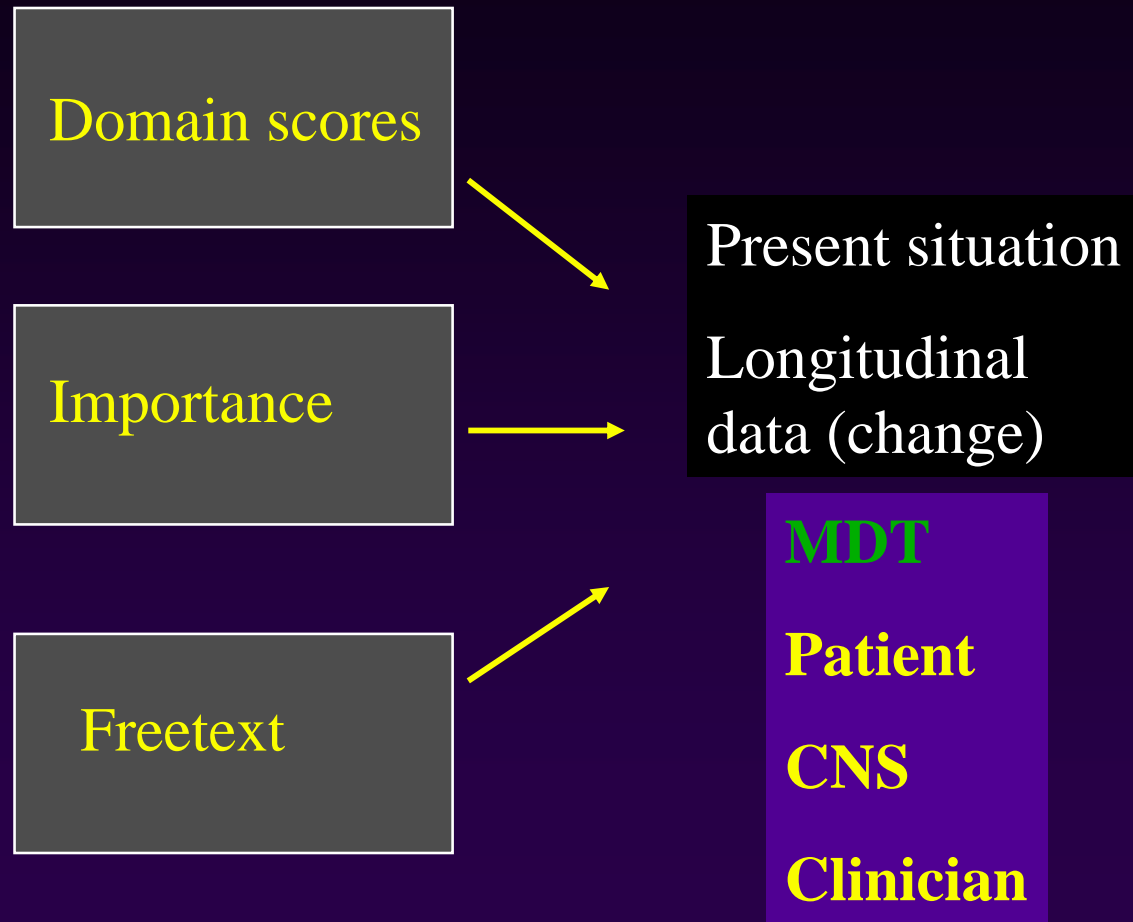 Domain scores
Importance
Freetext
Present situation
Longitudinal
data (change)
MDT
Patient
CNS
Clinician